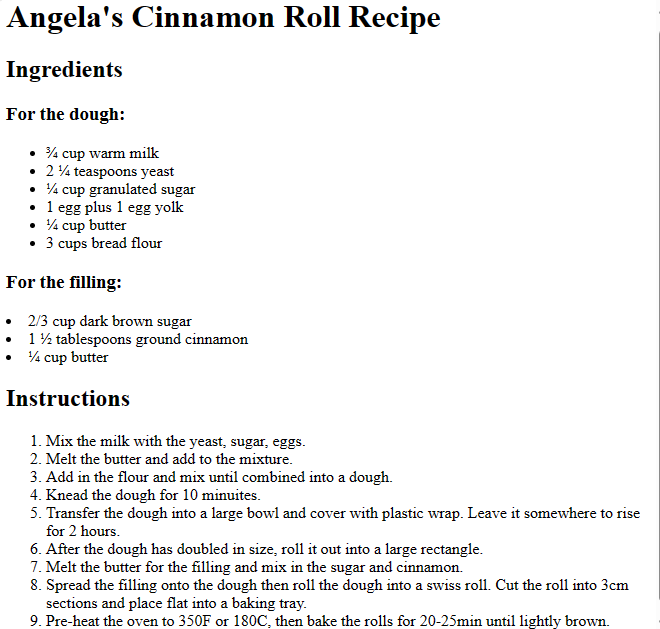 Angela's Cinnamon Roll Recipe
Ingredients
For the dough:
• ¾ cup warm milk
• 2 ¼ teaspoons yeast
• ¼ cup granulated sugar
• 1 egg plus 1 egg yolk
• ¼ cup butter
• 3 cups bread flour
For the filling:
• 2/3 cup dark brown sugar
• 1 ½ tablespoons ground cinnamon
• ¼ cup butter
Instructions
1. Mix the milk with the yeast, sugar, eggs.
2. Melt the butter and add to the mixture.
3. Add in the flour and mix until combined into a dough.
4. Knead the dough for 10 minuites.
5. Transfer the dough into a large bowl and cover with plastic wrap. Leave it somewhere to rise
for 2 hours.
6. After the dough has doubled in size, roll it out into a large rectangle.
7. Melt the butter for the filling and mix in the sugar and cinnamon.
8. Spread the filling onto the dough then roll the dough into a swiss roll. Cut the roll into 3cm
sections and place flat into a baking tray.
9. Pre-heat the oven to 350F or 180C, then bake the rolls for 20-25min until lightly brown.